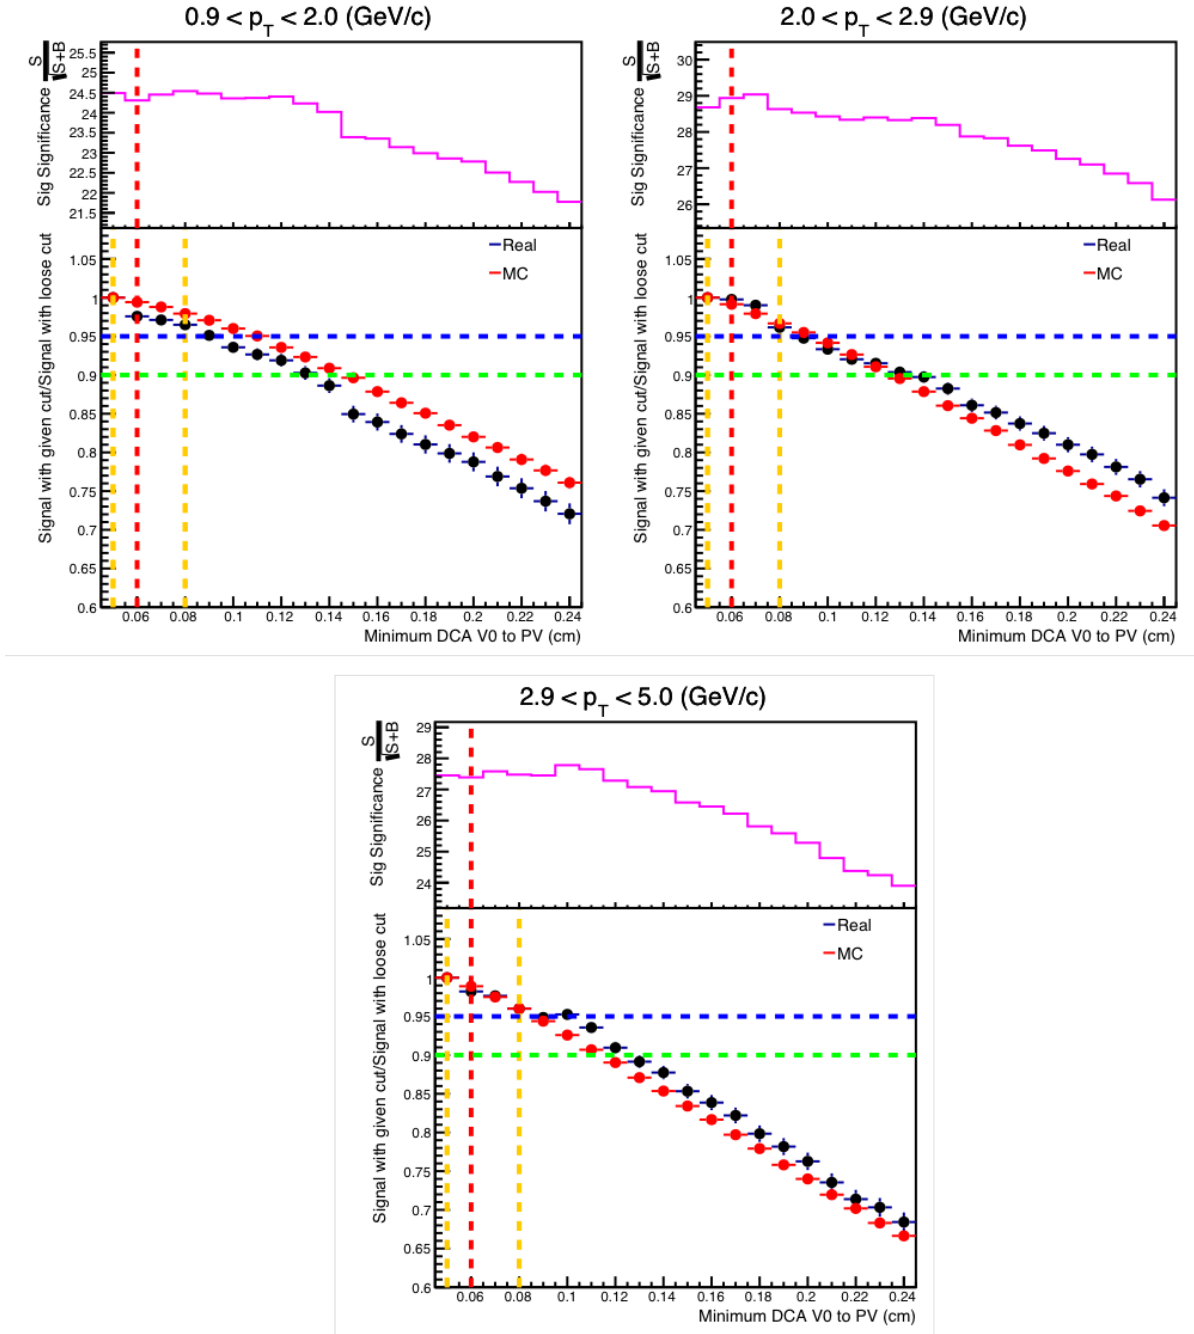 0.9 < p_T < 2.0 (GeV/c)
Sig Significance S/√S+B
25.5
25
24.5
24
23.5
23
22.5
22
21.5
Signal with given cut/Signal with loose cut
Real
MC
1.05
1
0.95
0.9
0.85
0.8
0.75
0.7
0.65
0.6
0.06 0.08 0.1 0.12 0.14 0.16 0.18 0.2 0.22 0.24
Minimum DCA V0 to PV (cm)
2.0 < p_T < 2.9 (GeV/c)
Sig Significance S/√S+B
30
29
28
27
26
Signal with given cut/Signal with loose cut
Real
MC
1.05
1
0.95
0.9
0.85
0.8
0.75
0.7
0.65
0.6
0.06 0.08 0.1 0.12 0.14 0.16 0.18 0.2 0.22 0.24
Minimum DCA V0 to PV (cm)
2.9 < p_T < 5.0 (GeV/c)
Sig Significance S/√S+B
29
28
27
26
25
24
Signal with given cut/Signal with loose cut
Real
MC
1.05
1
0.95
0.9
0.85
0.8
0.75
0.7
0.65
0.6
0.06 0.08 0.1 0.12 0.14 0.16 0.18 0.2 0.22 0.24
Minimum DCA V0 to PV (cm)